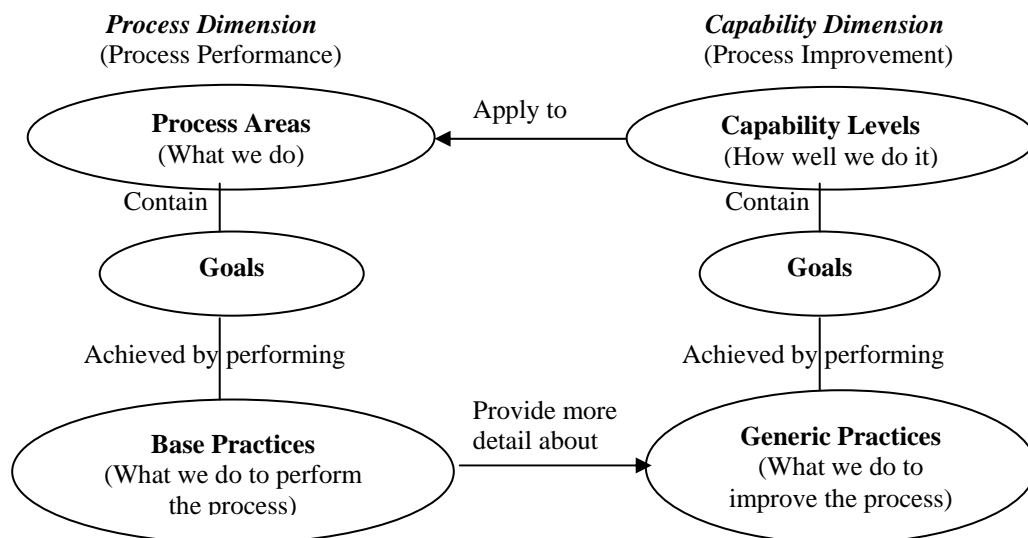 Process Dimension
(Process Performance)
Capability Dimension
(Process Improvement)
Process Areas
(What we do)
Apply to
Capability Levels
(How well we do it)
Contain
Contain
Goals
Goals
Achieved by performing
Achieved by performing
Base Practices
(What we do to perform
the process)
Provide more
detail about
Generic Practices
(What we do to
improve the process)